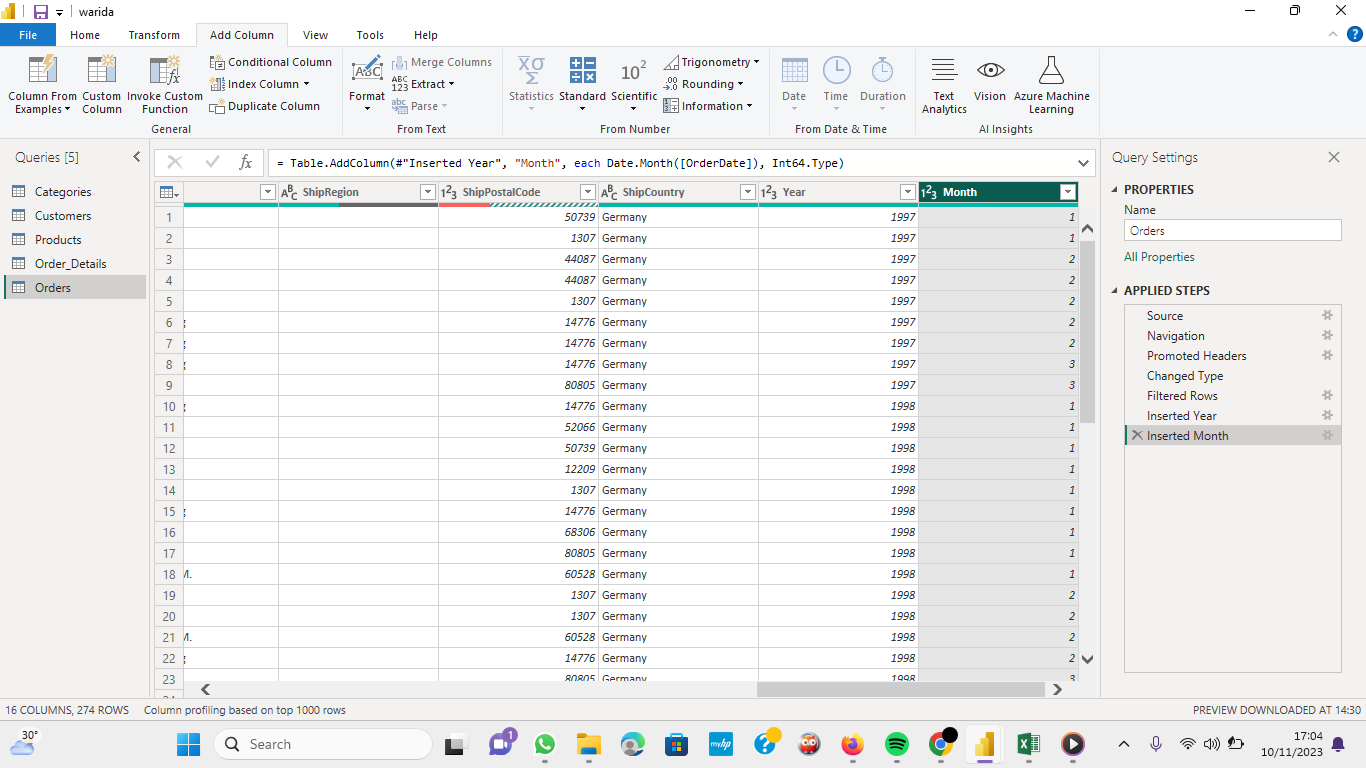 warida
File Home Transform Add Column View Tools Help
Column From Examples
Custom Column
Invoke Custom Function
Conditional Column
Index Column
Duplicate Column
General
Format
Merge Columns
Extract
Parse
From Text
Statistics
Standard
Scientific
Trigonometry
Rounding
Information
From Number
Date
Time
Duration
From Date & Time
Text Analytics
Vision
Azure Machine Learning
AI Insights
Queries [5]
Categories
Customers
Products
Order_Details
Orders
= Table.AddColumn(#"Inserted Year", "Month", each Date.Month([OrderDate]), Int64.Type)
ShipRegion ShipPostalCode ShipCountry Year Month
1 50739 Germany 1997 1
2 1307 Germany 1997 1
3 44087 Germany 1997 2
4 44087 Germany 1997 2
5 1307 Germany 1997 2
6 14776 Germany 1997 2
7 14776 Germany 1997 2
8 14776 Germany 1997 3
9 80805 Germany 1997 3
10 14776 Germany 1998 1
11 52066 Germany 1998 1
12 50739 Germany 1998 1
13 12209 Germany 1998 1
14 1307 Germany 1998 1
15 14776 Germany 1998 1
16 68306 Germany 1998 1
17 80805 Germany 1998 1
18 M. 60528 Germany 1998 1
19 1307 Germany 1998 2
20 1307 Germany 1998 2
21 M. 60528 Germany 1998 2
22 14776 Germany 1998 2
23 80805 Germany 1998 3
Query Settings
PROPERTIES
Name
Orders
All Properties
APPLIED STEPS
Source
Navigation
Promoted Headers
Changed Type
Filtered Rows
Inserted Year
Inserted Month
16 COLUMNS, 274 ROWS Column profiling based on top 1000 rows PREVIEW DOWNLOADED AT 14:30
30°
Search
1
myhp
17:04
10/11/2023